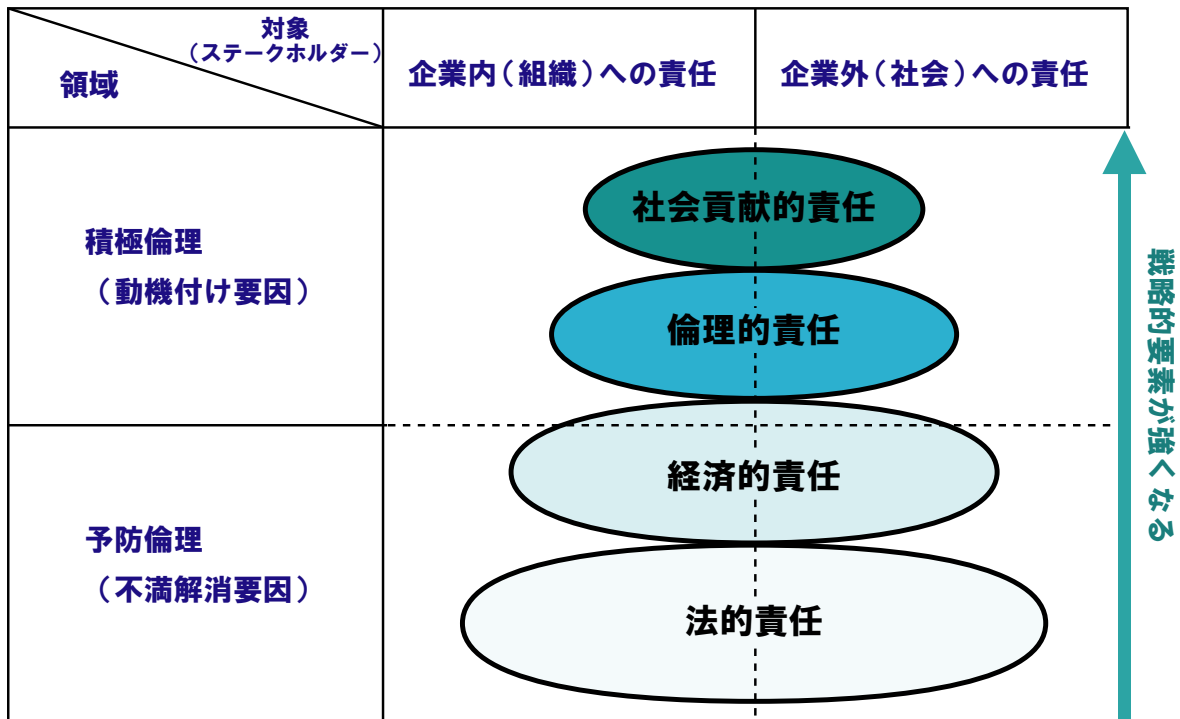 対象
（ステークホルダー）
領域
企業内（組織）への責任
企業外（社会）への責任
積極倫理
（動機付け要因）
社会貢献的責任
倫理的責任
経済的責任
予防倫理
（不満解消要因）
法的責任
戦略的要素が強くなる